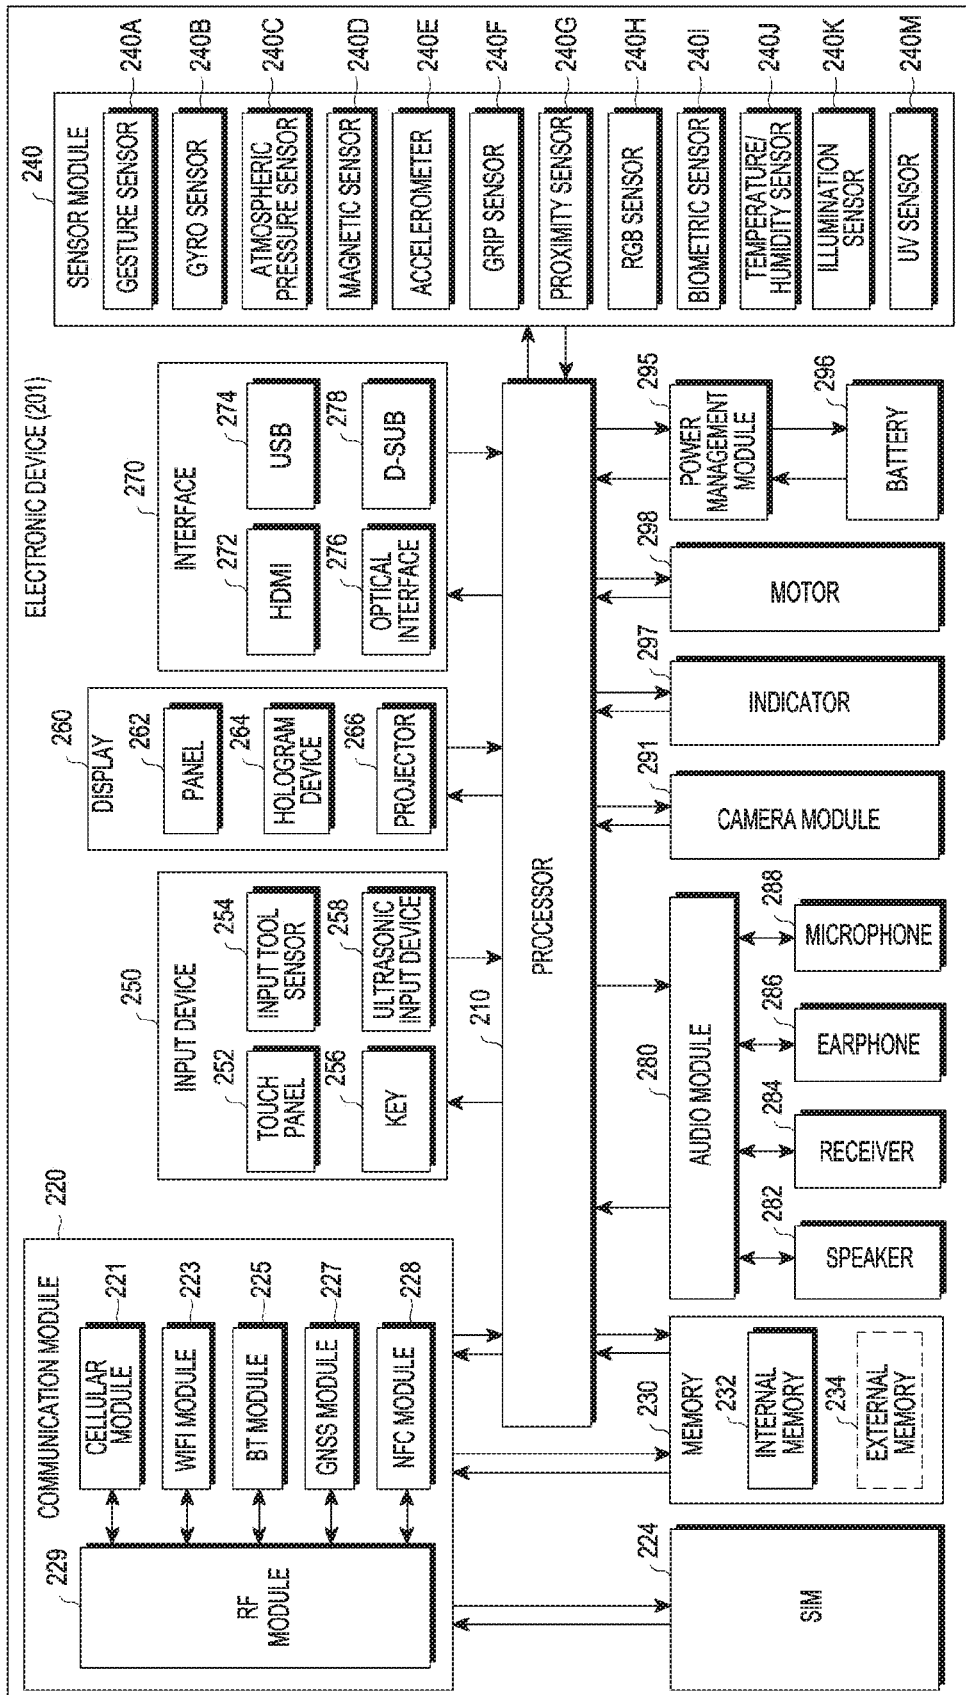 ELECTRONIC DEVICE (201)
220
COMMUNICATION MODULE
229
RF
MODULE
CELLULAR
MODULE
221
WIFI MODULE
223
BT MODULE
225
GNSS MODULE
227
NFC MODULE
228
250
INPUT DEVICE
252
TOUCH
PANEL
254
INPUT TOOL
SENSOR
256
KEY
258
ULTRASONIC
INPUT DEVICE
260
DISPLAY
262
PANEL
264
HOLOGRAM
DEVICE
266
PROJECTOR
270
INTERFACE
272
HDMI
274
USB
276
OPTICAL
INTERFACE
278
D-SUB
240
SENSOR MODULE
GESTURE SENSOR
240A
GYRO SENSOR
240B
ATMOSPHERIC
PRESSURE SENSOR
240C
MAGNETIC SENSOR
240D
ACCELEROMETER
240E
GRIP SENSOR
240F
PROXIMITY SENSOR
240G
RGB SENSOR
240H
BIOMETRIC SENSOR
240I
TEMPERATURE/
HUMIDITY SENSOR
240J
ILLUMINATION
SENSOR
240K
UV SENSOR
240M
210
PROCESSOR
224
SIM
230
MEMORY
232
INTERNAL
MEMORY
234
EXTERNAL
MEMORY
280
AUDIO MODULE
282
SPEAKER
284
RECEIVER
286
EARPHONE
288
MICROPHONE
291
CAMERA MODULE
297
INDICATOR
298
MOTOR
295
POWER
MANAGEMENT
MODULE
296
BATTERY